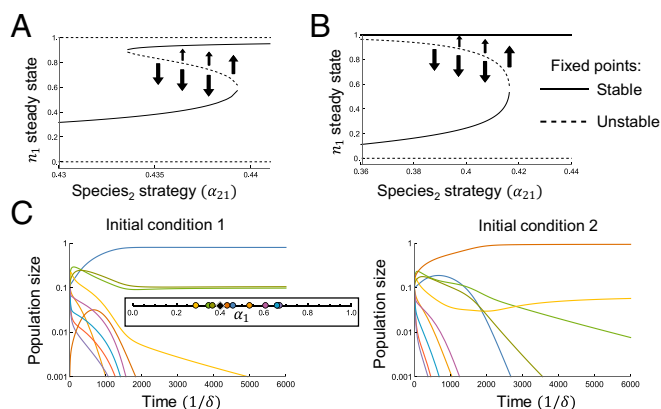 A
n₁ steady state
1
0.8
0.6
0.4
0.2
0
0.43
0.435
0.44
Species₂ strategy (α₂₁)
B
n₁ steady state
1
0.8
0.6
0.4
0.2
0
0.36
0.38
0.4
0.42
0.44
Species₂ strategy (α₂₁)
Fixed points:
Stable
Unstable
C
Initial condition 1
Population size
1
0.1
0.01
0.001
0
1000
2000
3000
4000
5000
6000
Time (1/δ)
0.0
0.2
0.4
0.6
0.8
1.0
α₁
Initial condition 2
Population size
1
0.1
0.01
0.001
0
1000
2000
3000
4000
5000
6000
Time (1/δ)